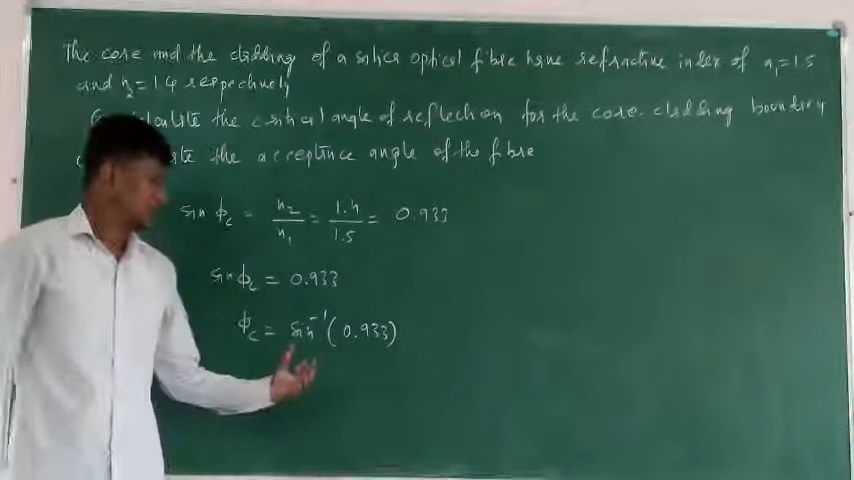 The core and the cladding of a silica optical fibre have refractive index of n₁=1.5
and n₂=1.4 respectively
the critical angle of reflection for the core-cladding boundary
the acceptance angle of the fibre
sin ϕc = n₂/n₁ = 1.4/1.5 = 0.933
sin ϕc = 0.933
ϕc = sin⁻¹(0.933)